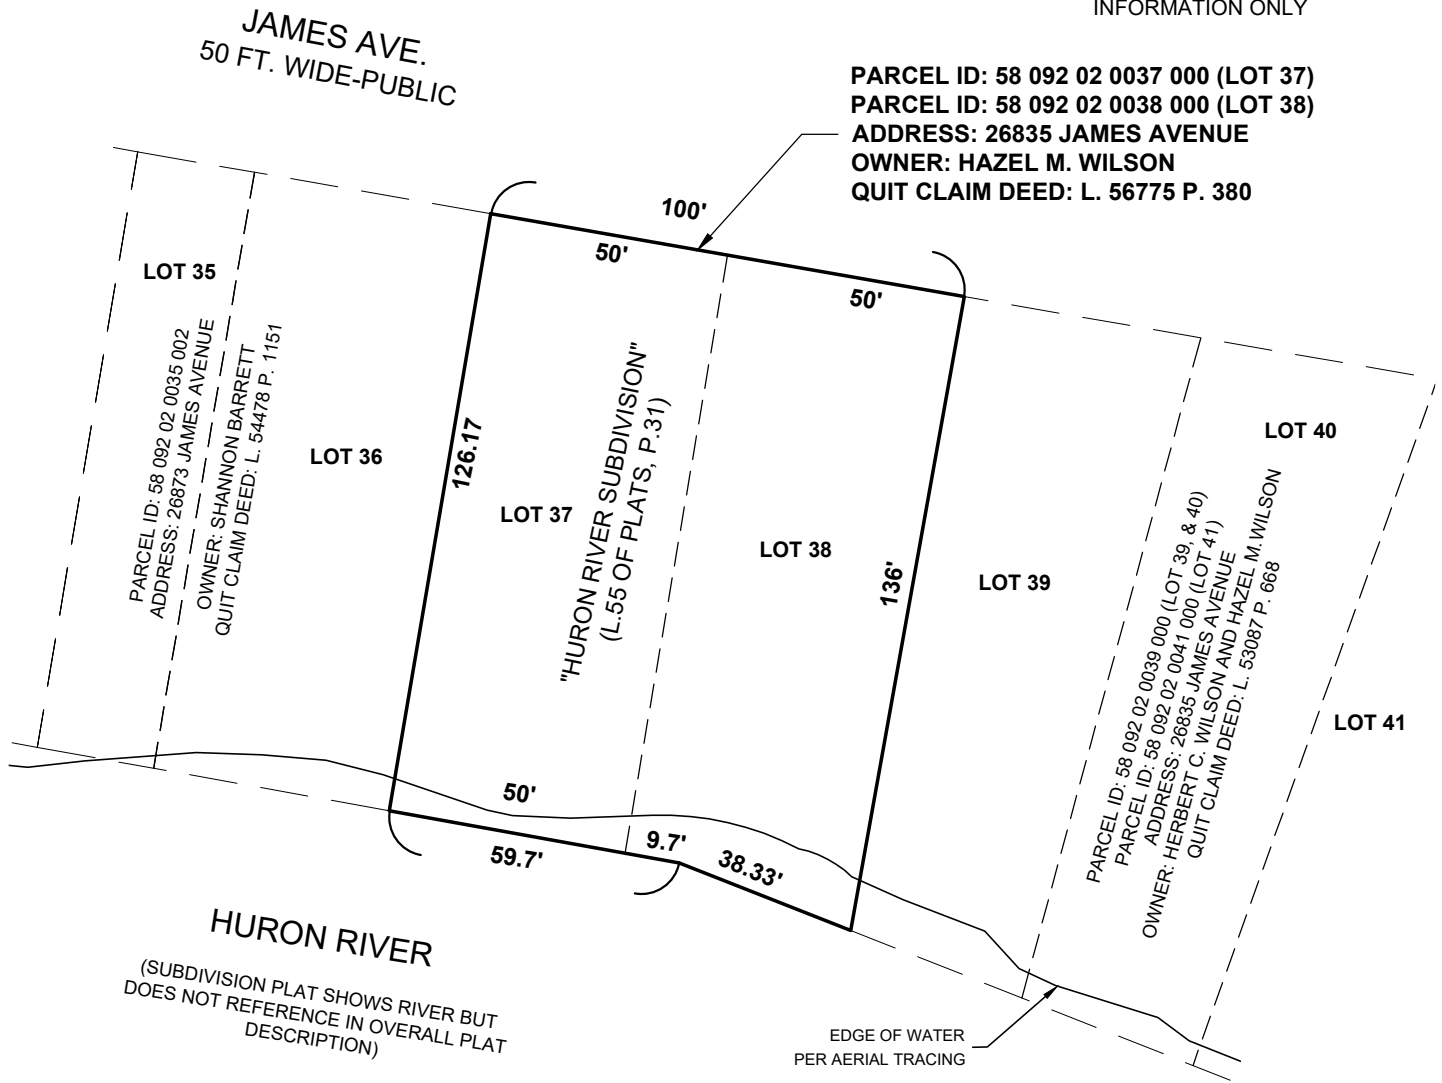 INFORMATION ONLY
JAMES AVE.
50 FT. WIDE-PUBLIC
PARCEL ID: 58 092 02 0037 000 (LOT 37)
PARCEL ID: 58 092 02 0038 000 (LOT 38)
ADDRESS: 26835 JAMES AVENUE
OWNER: HAZEL M. WILSON
QUIT CLAIM DEED: L. 56775 P. 380
100'
50'
50'
LOT 35
PARCEL ID: 58 092 02 0035 002
ADDRESS: 26873 JAMES AVENUE
OWNER: SHANNON BARRETT
QUIT CLAIM DEED: L. 54478 P. 1151
LOT 36
126.17
LOT 37
"HURON RIVER SUBDIVISION"
(L.55 OF PLATS, P.31)
LOT 38
136'
LOT 39
LOT 40
PARCEL ID: 58 092 02 0039 000 (LOT 39, & 40)
PARCEL ID: 58 092 02 0041 000 (LOT 41)
ADDRESS: 26835 JAMES AVENUE
OWNER: HERBERT C. WILSON AND HAZEL M.WILSON
QUIT CLAIM DEED: L. 53087 P. 668
LOT 41
50'
9.7'
59.7'
38.33'
HURON RIVER
(SUBDIVISION PLAT SHOWS RIVER BUT
DOES NOT REFERENCE IN OVERALL PLAT
DESCRIPTION)
EDGE OF WATER
PER AERIAL TRACING